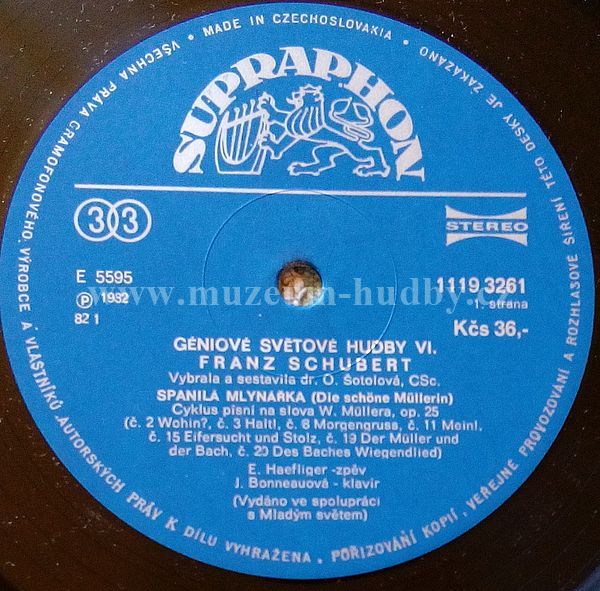 VŠECHNA PRÁVA GRAMOFONOVÉHO VÝROBCE A VLASTNÍKŮ AUTORSKÝCH PRÁV K DÍLU VYHRAŽENA. POŘIZOVÁNÍ KOPIÍ, VEŘEJNÉ PROVOZOVÁNÍ A ROZHLASOVÉ ŠÍŘENÍ TÉTO DESKY JE ZAKÁZÁNO
• MADE IN CZECHOSLOVAKIA •
SUPRAPHON
33
STEREO
E 5595
Ⓟ 1982
82 1
1119 3261
1. strana
Kčs 36,-
www.muzeum-hudby.cz
GÉNIOVÉ SVĚTOVÉ HUDBY VI.
FRANZ SCHUBERT
Vybrala a sestavila dr. O. Šotolová, CSc.
SPANILÁ MLYNÁŘKA (Die schöne Müllerin)
Cyklus písní na slova W. Müllera, op. 25
(č. 2 Wohin?, č. 3 Halt!, č. 8 Morgengruss, č. 11 Mein!,
č. 15 Eifersucht und Stolz, č. 19 Der Müller und
der Bach, č. 20 Des Baches Wiegenlied)
E. Haefliger -zpěv
J. Bonneauová - klavír
(Vydáno ve spolupráci
s Mladým světem)